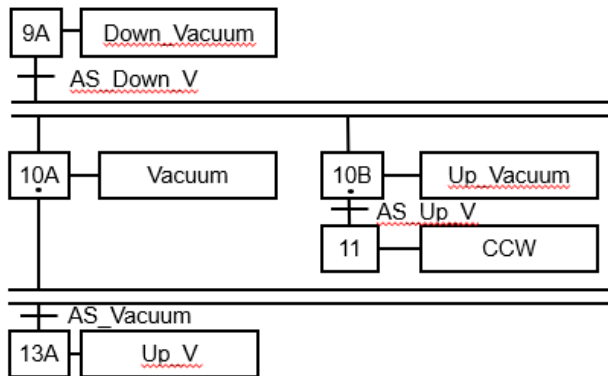 9A Down_Vacuum
AS_Down_V
10A Vacuum 10B Up_Vacuum
AS_Up_V
11 CCW
AS_Vacuum
13A Up_V